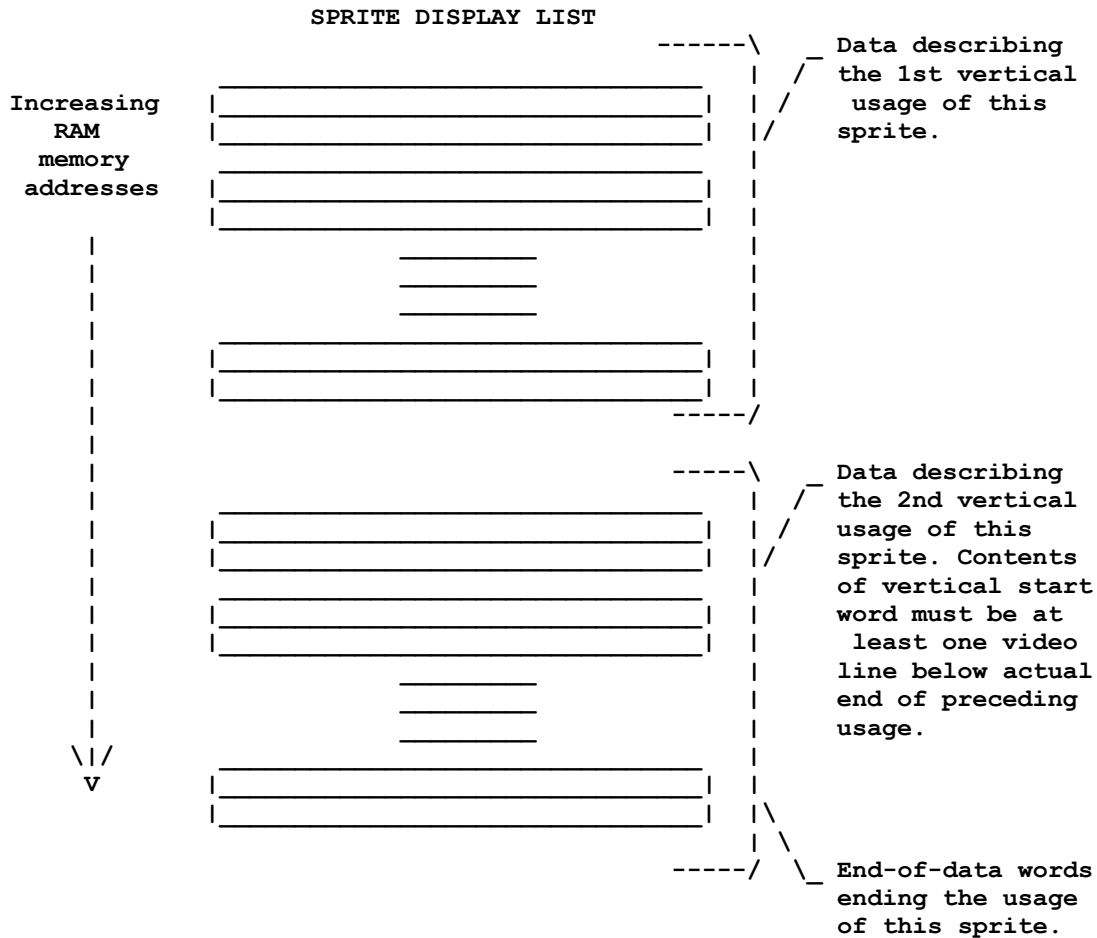 SPRITE DISPLAY LIST
Data describing
the 1st vertical
usage of this
sprite.
Increasing
RAM
memory
addresses
Data describing
the 2nd vertical
usage of this
sprite. Contents
of vertical start
word must be at
least one video
line below actual
end of preceding
usage.
End-of-data words
ending the usage
of this sprite.